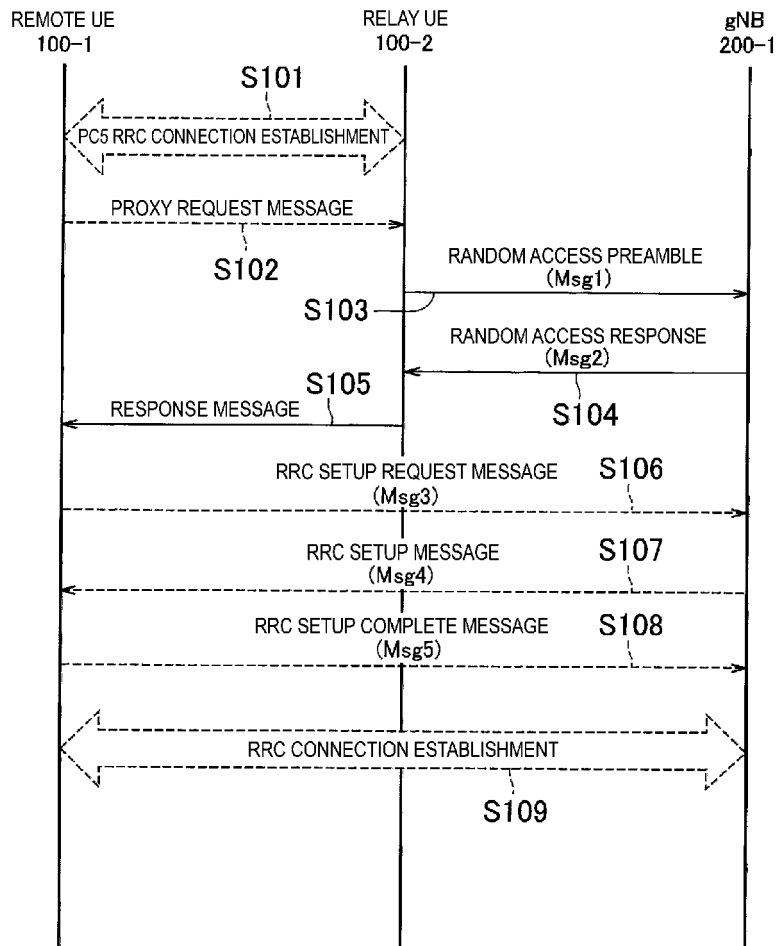 REMOTE UE
100-1
RELAY UE
100-2
gNB
200-1
S101
PC5 RRC CONNECTION ESTABLISHMENT
PROXY REQUEST MESSAGE
S102
RANDOM ACCESS PREAMBLE
(Msg1)
S103
RANDOM ACCESS RESPONSE
(Msg2)
S104
S105
RESPONSE MESSAGE
RRC SETUP REQUEST MESSAGE
(Msg3)
S106
RRC SETUP MESSAGE
(Msg4)
S107
RRC SETUP COMPLETE MESSAGE
(Msg5)
S108
RRC CONNECTION ESTABLISHMENT
S109